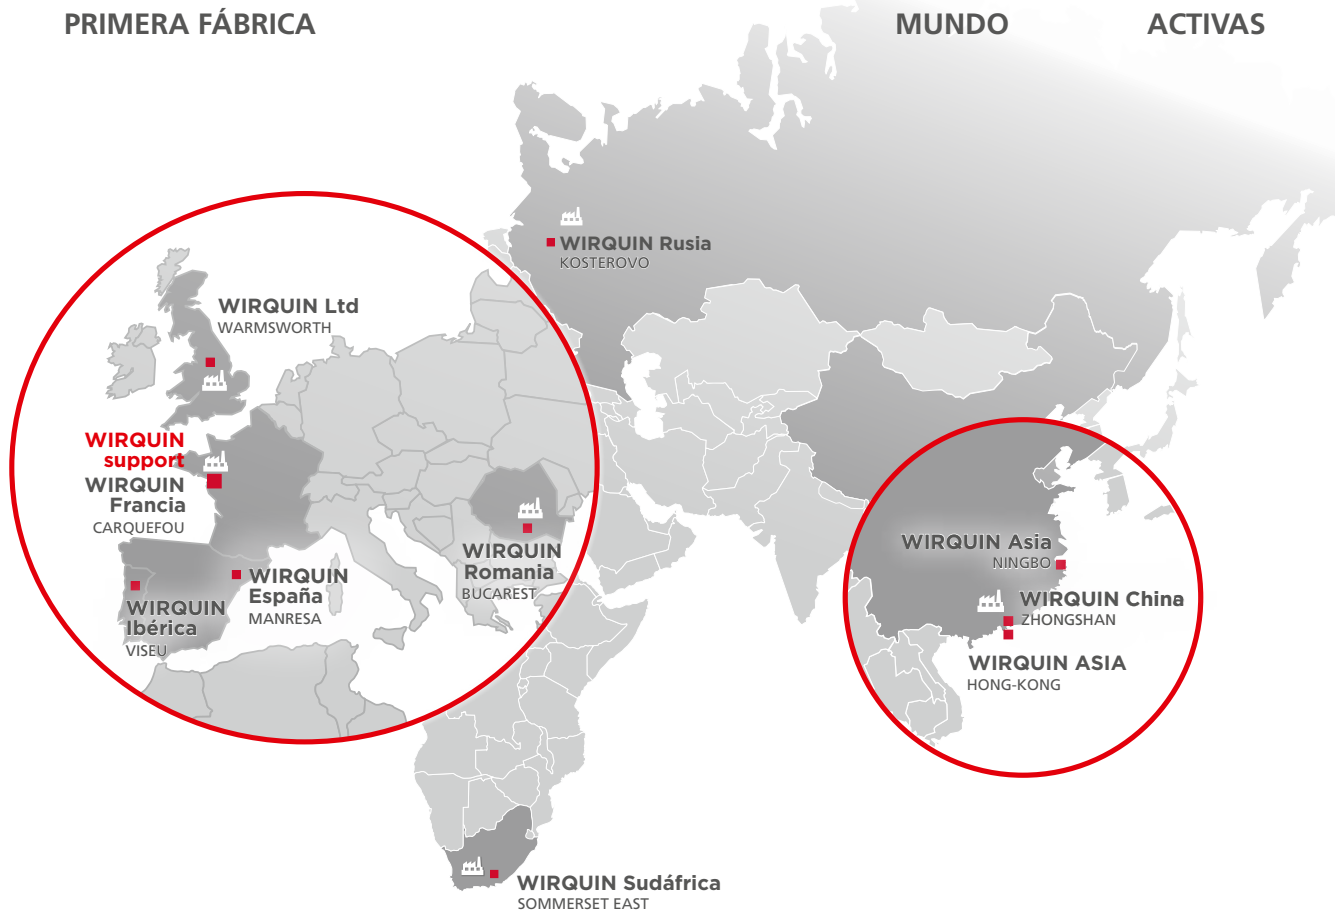 PRIMERA FÁBRICA
MUNDO
ACTIVAS
WIRQUIN Rusia
KOSTEROVO
WIRQUIN Ltd
WARMSWORTH
WIRQUIN
support
WIRQUIN
Francia
CARQUEFOU
WIRQUIN
Romania
BUCAREST
WIRQUIN
España
MANRESA
WIRQUIN
Ibérica
VISEU
WIRQUIN Asia
NINGBO
WIRQUIN China
ZHONGSHAN
WIRQUIN ASIA
HONG-KONG
WIRQUIN Sudáfrica
SOMMERSET EAST